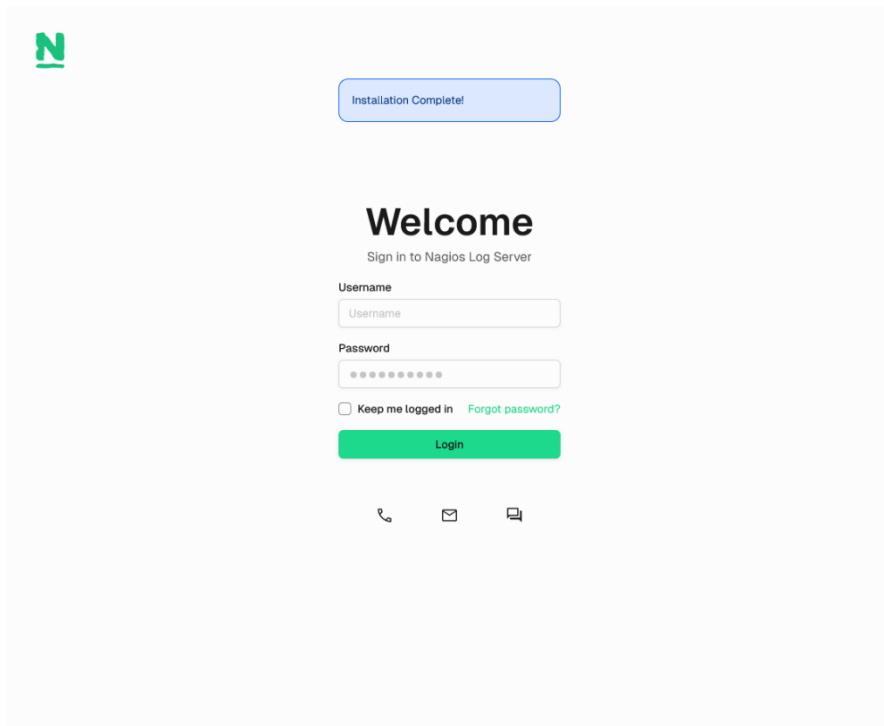 N
Installation Complete!
Welcome
Sign in to Nagios Log Server
Username
Username
Password
Keep me logged in Forgot password?
Login